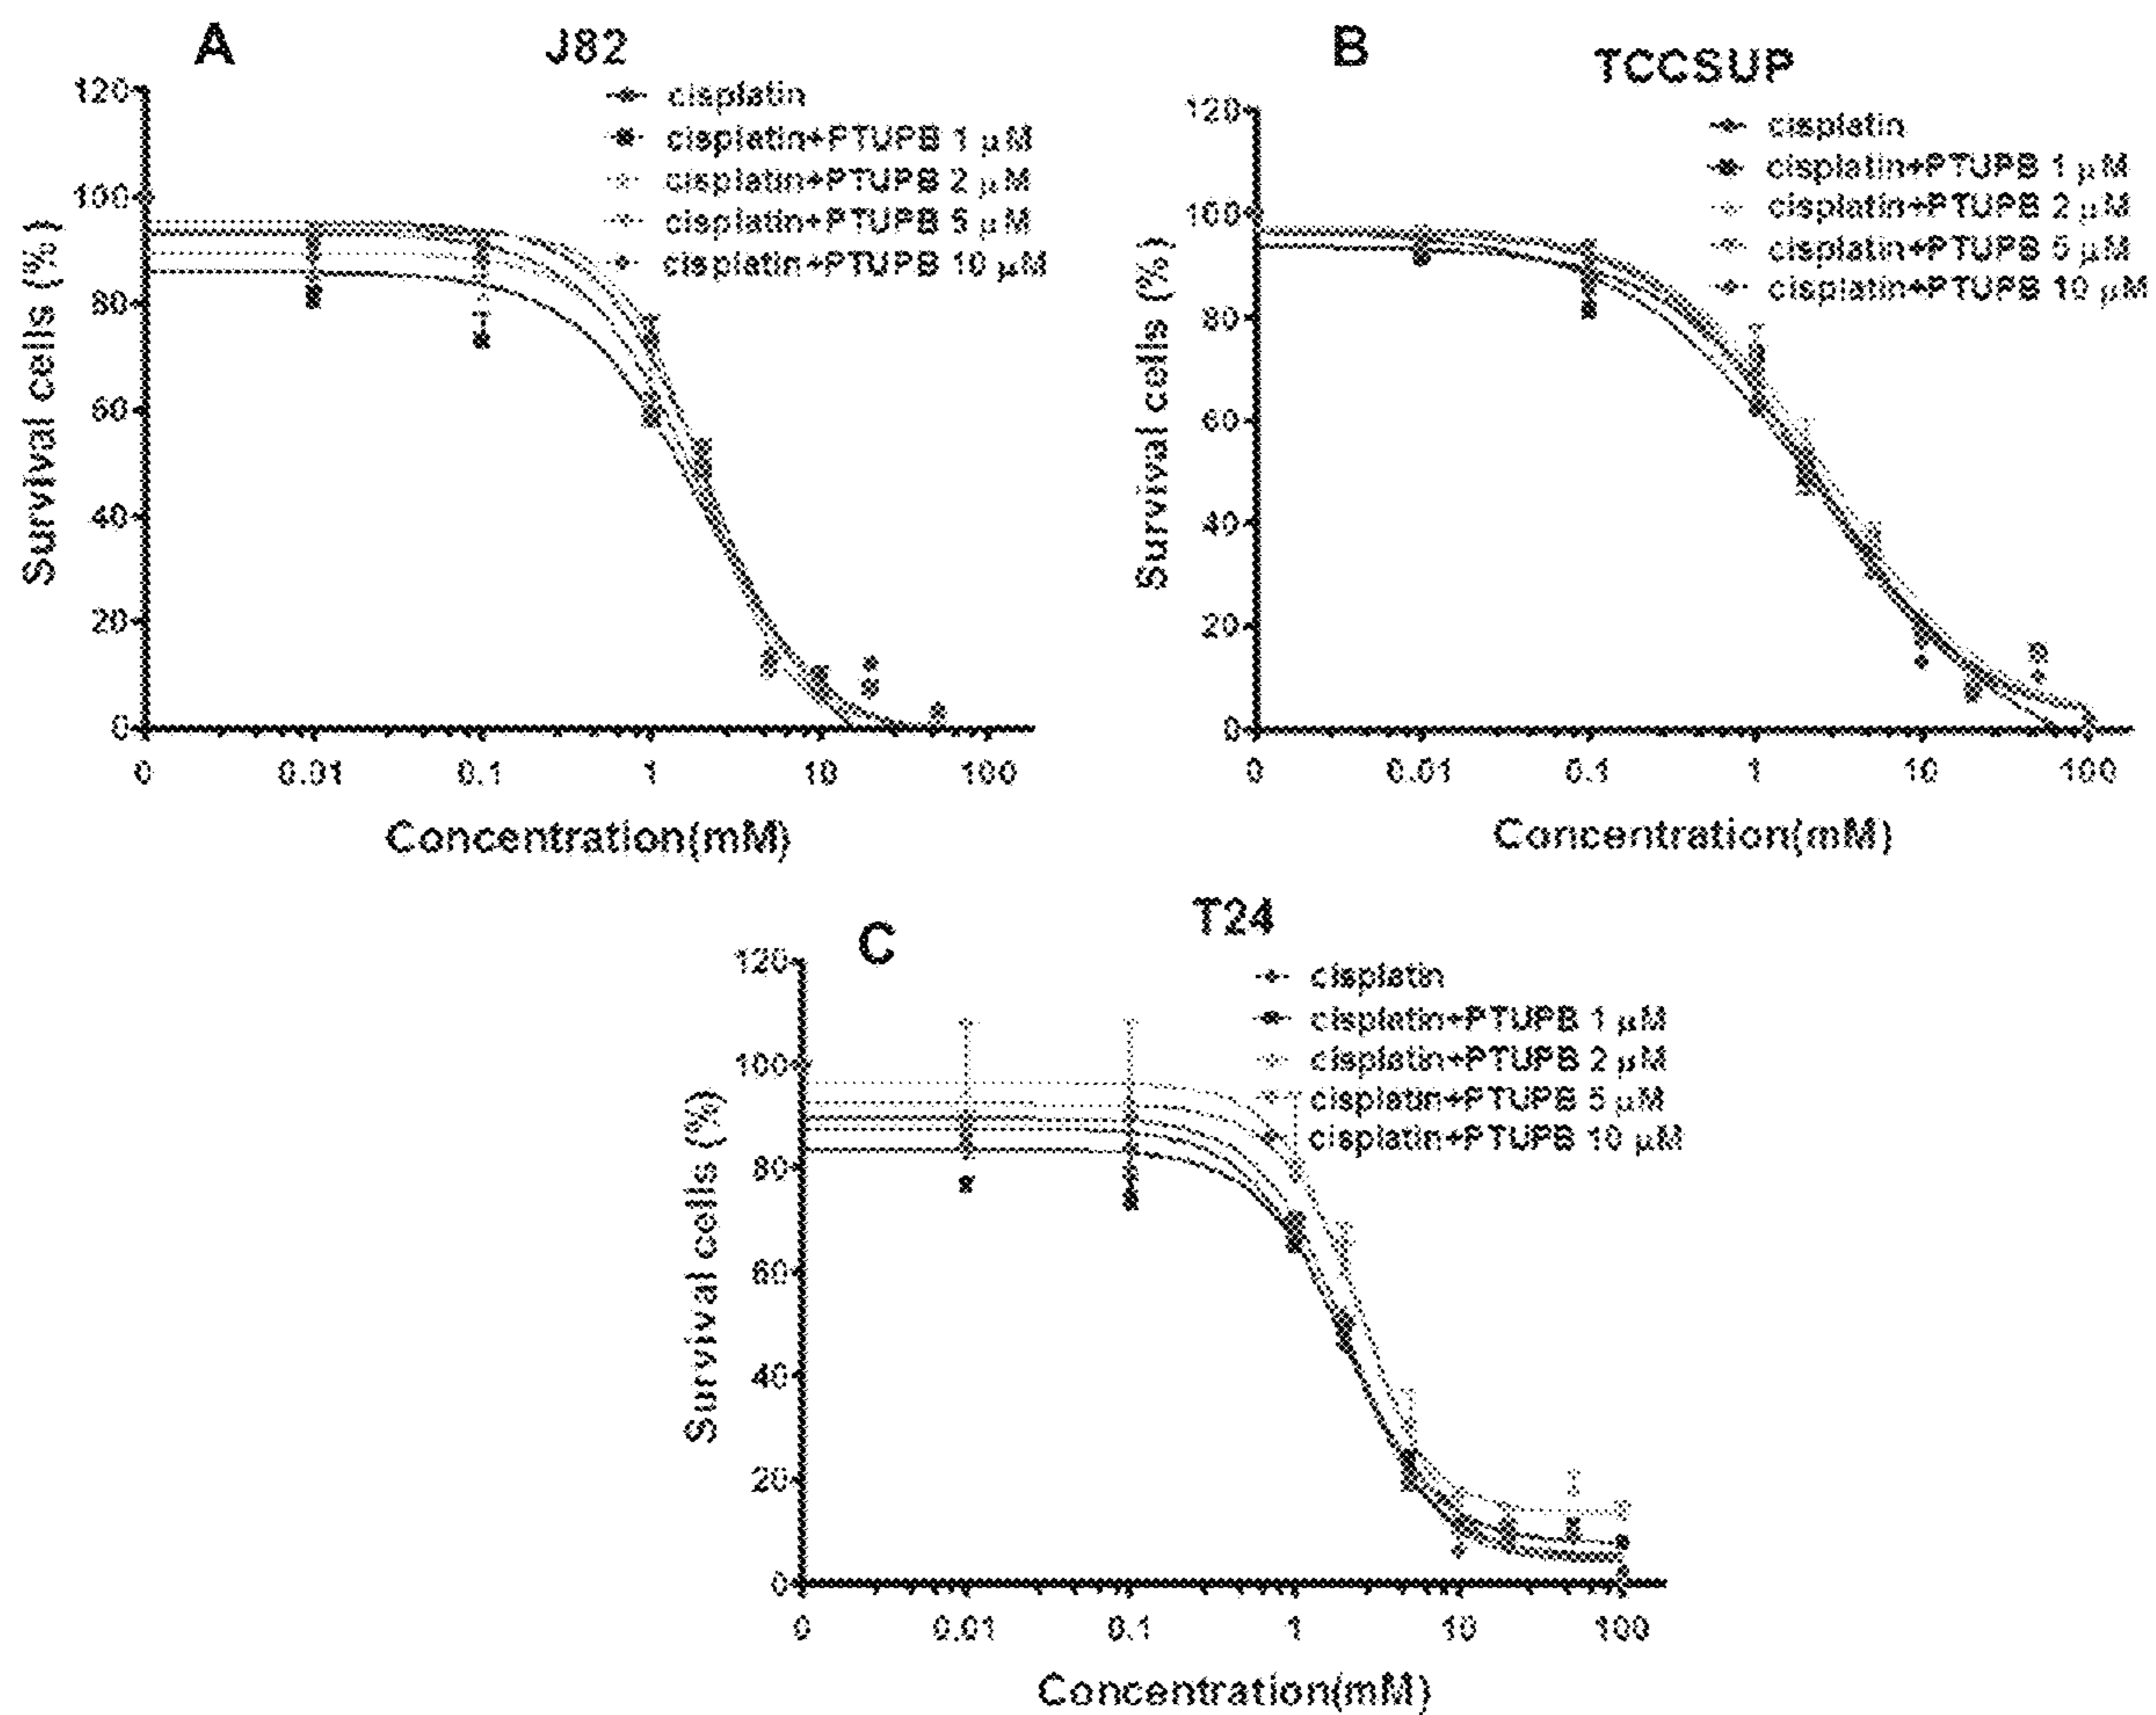 A
J82
cisplatin
cisplatin+PTUPB 1 μM
cisplatin+PTUPB 2 μM
cisplatin+PTUPB 5 μM
cisplatin+PTUPB 10 μM
120
100
80
60
40
20
0
Survival cells (%)
0 0.01 0.1 1 10 100
Concentration(mM)
B
TCCSUP
cisplatin
cisplatin+PTUPB 1 μM
cisplatin+PTUPB 2 μM
cisplatin+PTUPB 5 μM
cisplatin+PTUPB 10 μM
120
100
80
60
40
20
0
Survival cells (%)
0 0.01 0.1 1 10 100
Concentration(mM)
C
T24
cisplatin
cisplatin+PTUPB 1 μM
cisplatin+PTUPB 2 μM
cisplatin+PTUPB 5 μM
cisplatin+PTUPB 10 μM
120
100
80
60
40
20
0
Survival cells (%)
0 0.01 0.1 1 10 100
Concentration(mM)